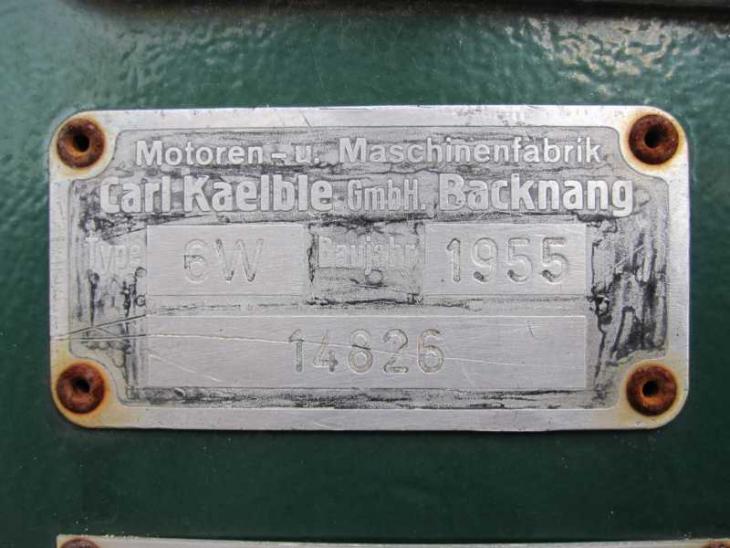 Motoren - u. Maschinenfabrik
Carl Kaelble GmbH. Backnang
Type 6W Baujahr 1955
14826